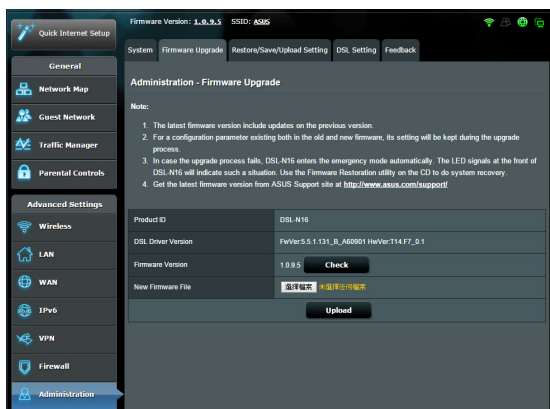 Firmware Version: 1.0.9.5 SSID: ASUS
Quick Internet Setup
System Firmware Upgrade Restore/Save/Upload Setting DSL Setting Feedback
General
Network Map
Guest Network
Traffic Manager
Parental Controls
Advanced Settings
Wireless
LAN
WAN
IPv6
VPN
Firewall
Administration
Administration - Firmware Upgrade
Note:
1. The latest firmware version include updates on the previous version.
2. For a configuration parameter existing both in the old and new firmware, its setting will be kept during the upgrade
process.
3. In case the upgrade process fails, DSL-N16 enters the emergency mode automatically. The LED signals at the front of
DSL-N16 will indicate such a situation. Use the Firmware Restoration utility on the CD to do system recovery.
4. Get the latest firmware version from ASUS Support site at http://www.asus.com/support/
Product ID DSL-N16
DSL Driver Version FwVer:5.5.1.131_B_A60901 HwVer:T14.F7_0.1
Firmware Version 1.0.9.5 Check
New Firmware File 選擇檔案 未選擇任何檔案
Upload